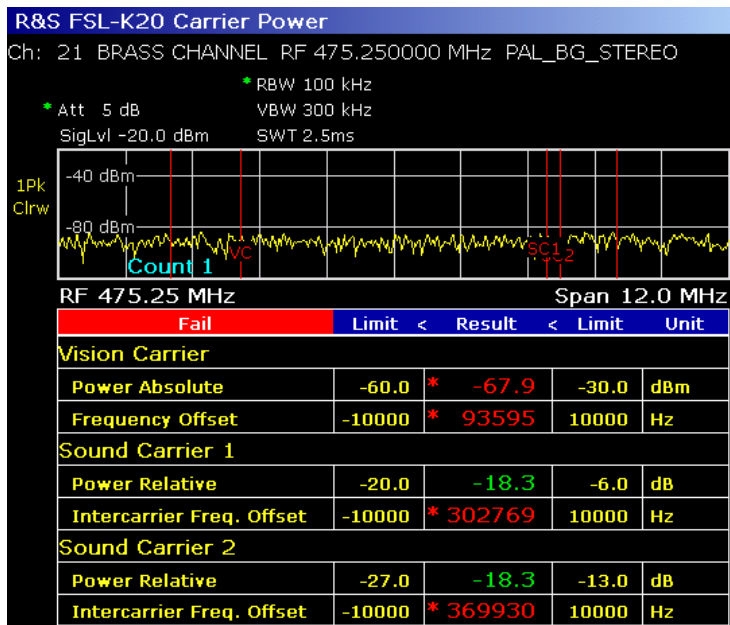 R&S FSL-K20 Carrier Power
Ch: 21 BRASS CHANNEL RF 475.250000 MHz PAL_BG_STEREO
* RBW 100 kHz
* Att 5 dB VBW 300 kHz
SigLvl -20.0 dBm SWT 2.5ms
-40 dBm
1Pk
Clrw
-80 dBm
VC SC1 2
Count 1
RF 475.25 MHz Span 12.0 MHz
Fail Limit < Result < Limit Unit
Vision Carrier
Power Absolute -60.0 * -67.9 -30.0 dBm
Frequency Offset -10000 * 93595 10000 Hz
Sound Carrier 1
Power Relative -20.0 -18.3 -6.0 dB
Intercarrier Freq. Offset -10000 * 302769 10000 Hz
Sound Carrier 2
Power Relative -27.0 -18.3 -13.0 dB
Intercarrier Freq. Offset -10000 * 369930 10000 Hz